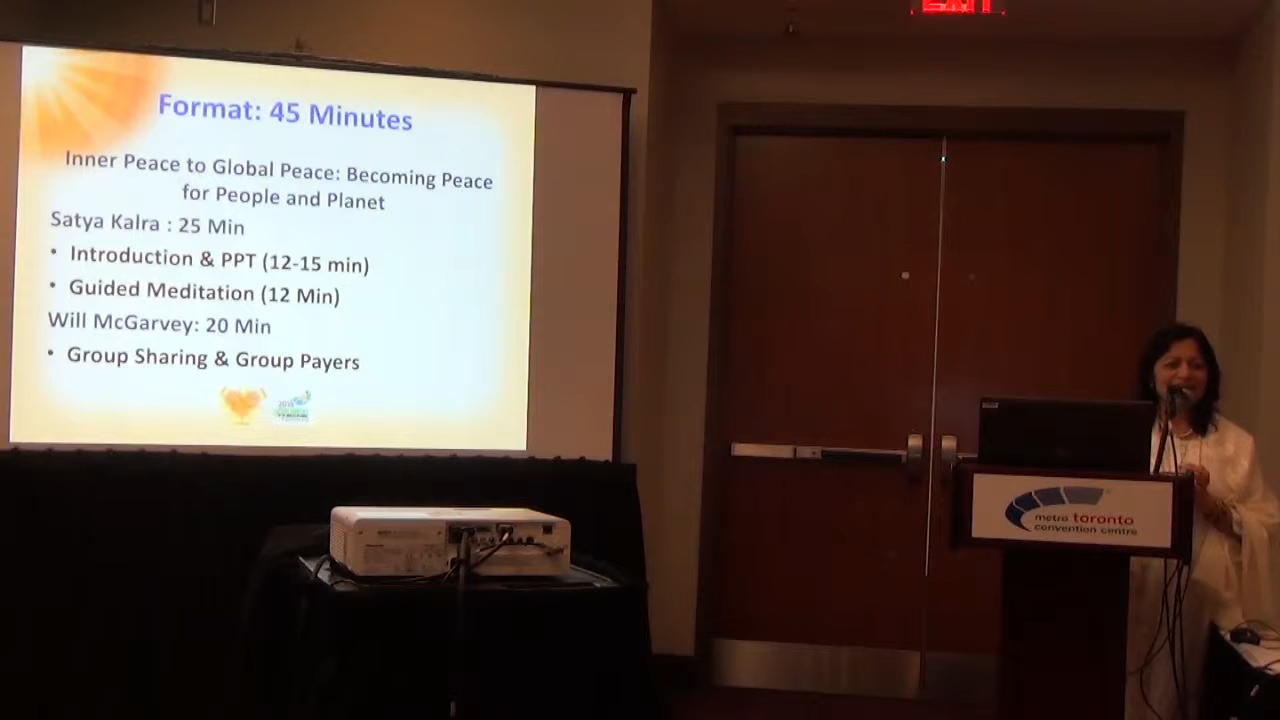 EXIT
Format: 45 Minutes
Inner Peace to Global Peace: Becoming Peace
for People and Planet
Satya Kalra : 25 Min
• Introduction & PPT (12-15 min)
• Guided Meditation (12 Min)
Will McGarvey: 20 Min
• Group Sharing & Group Payers
metro toronto
convention centre